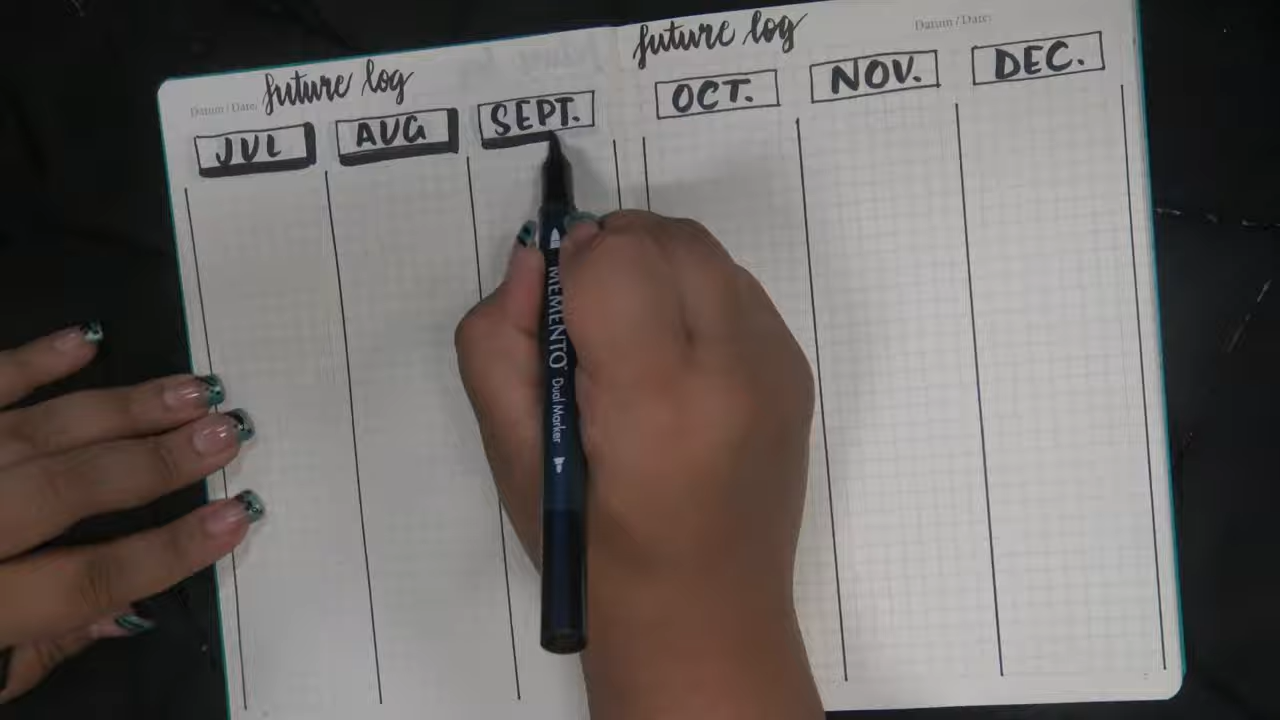 Datum / Date:
future log
JUL
AUG
SEPT.
future log
Datum / Date:
OCT.
NOV.
DEC.
MEMENTO
Dual Marker